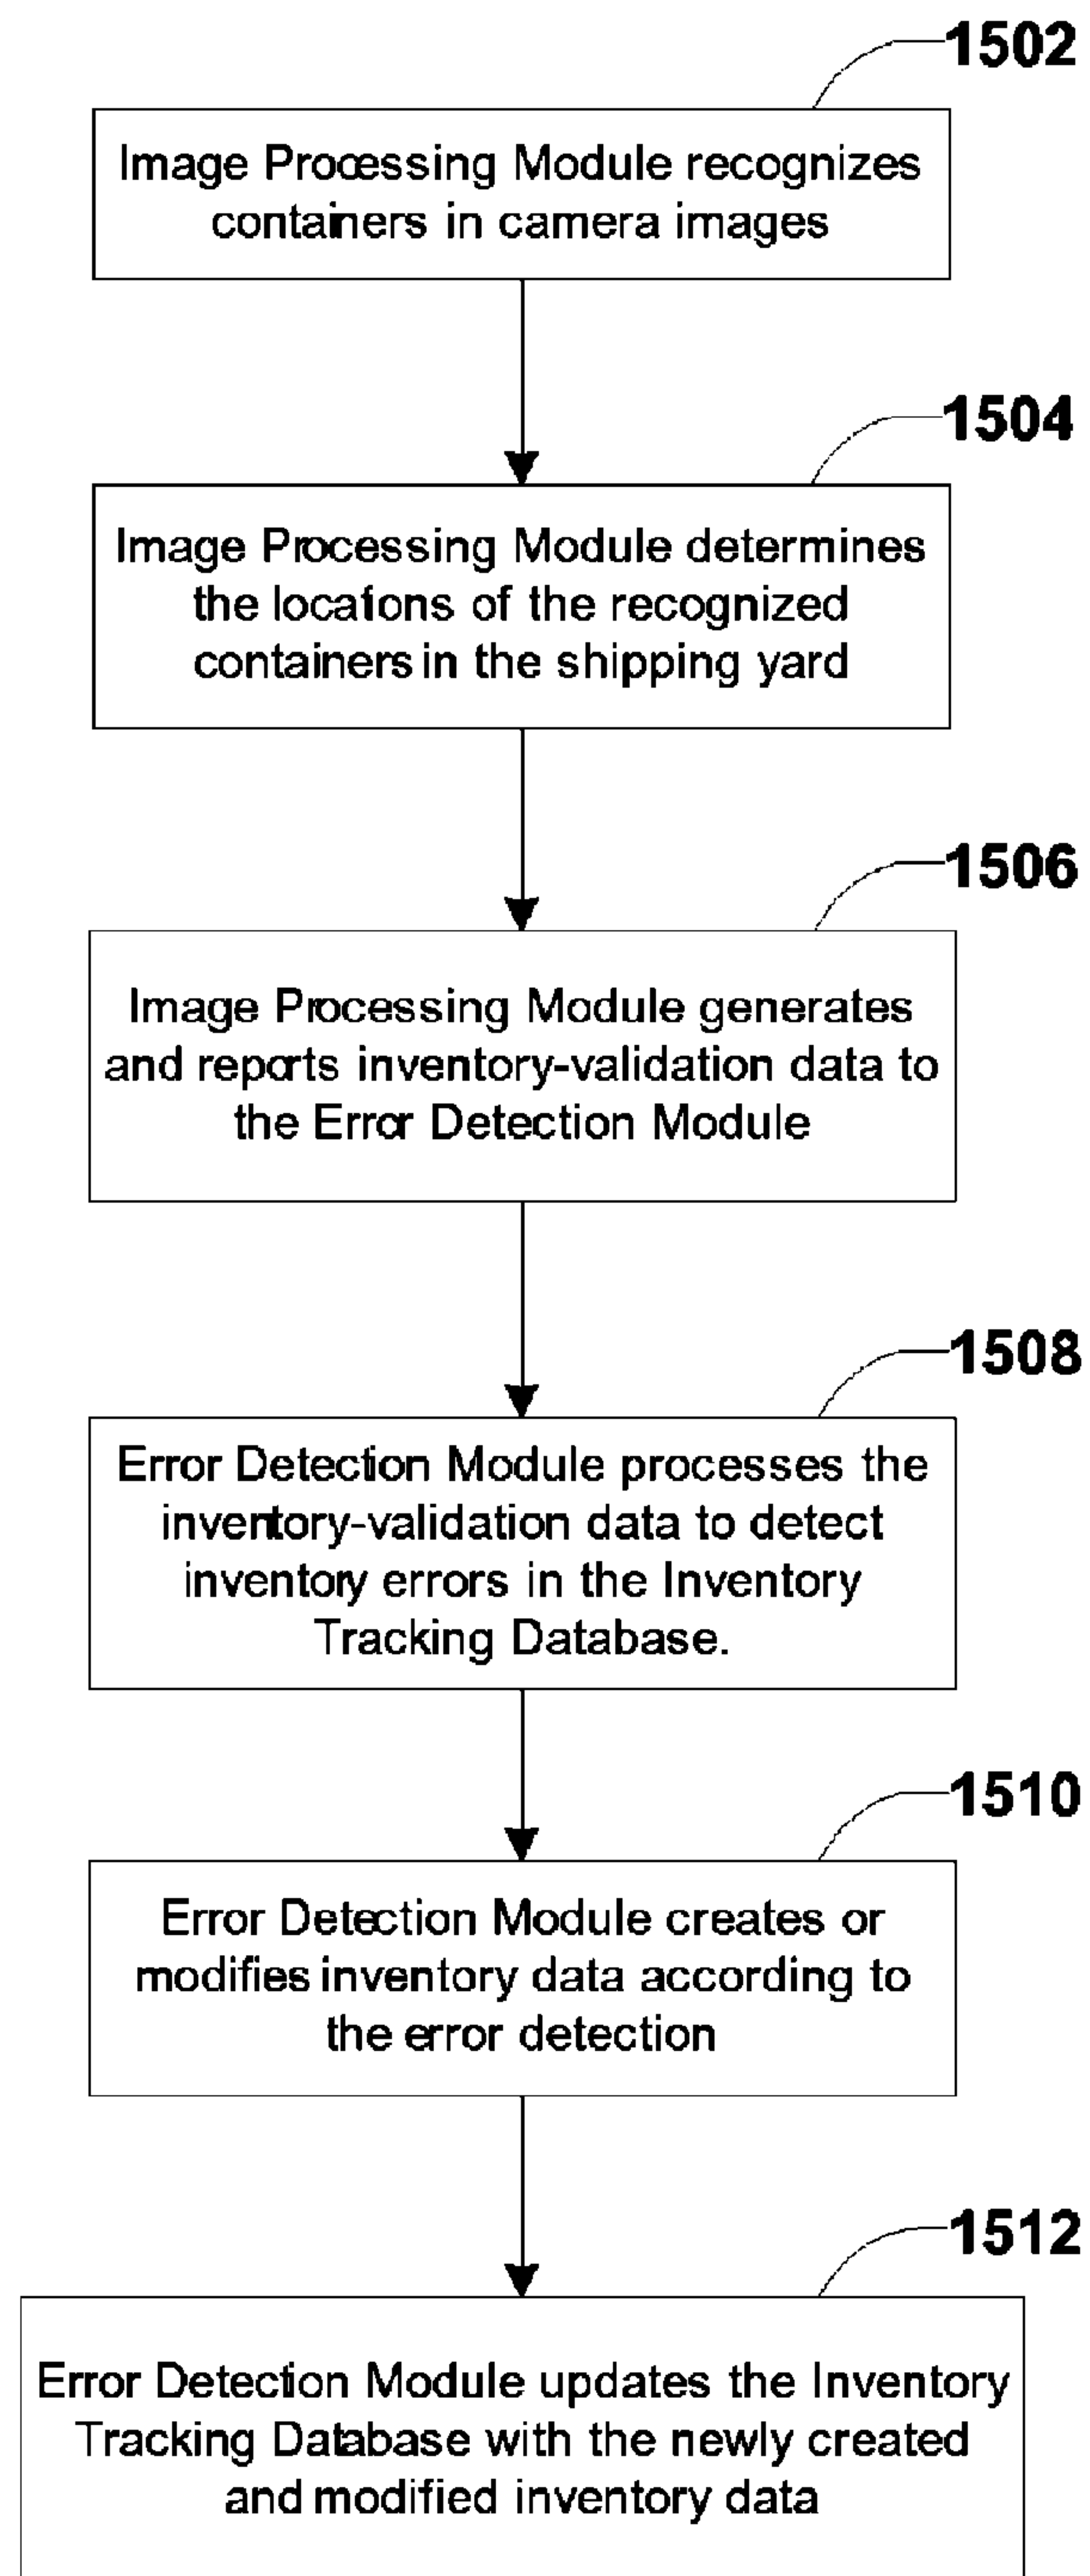 1502
Image Processing Module recognizes
containers in camera images
1504
Image Processing Module determines
the locations of the recognized
containers in the shipping yard
1506
Image Processing Module generates
and reports inventory-validation data to
the Error Detection Module
1508
Error Detection Module processes the
inventory-validation data to detect
inventory errors in the Inventory
Tracking Database.
1510
Error Detection Module creates or
modifies inventory data according to
the error detection
1512
Error Detection Module updates the Inventory
Tracking Database with the newly created
and modified inventory data